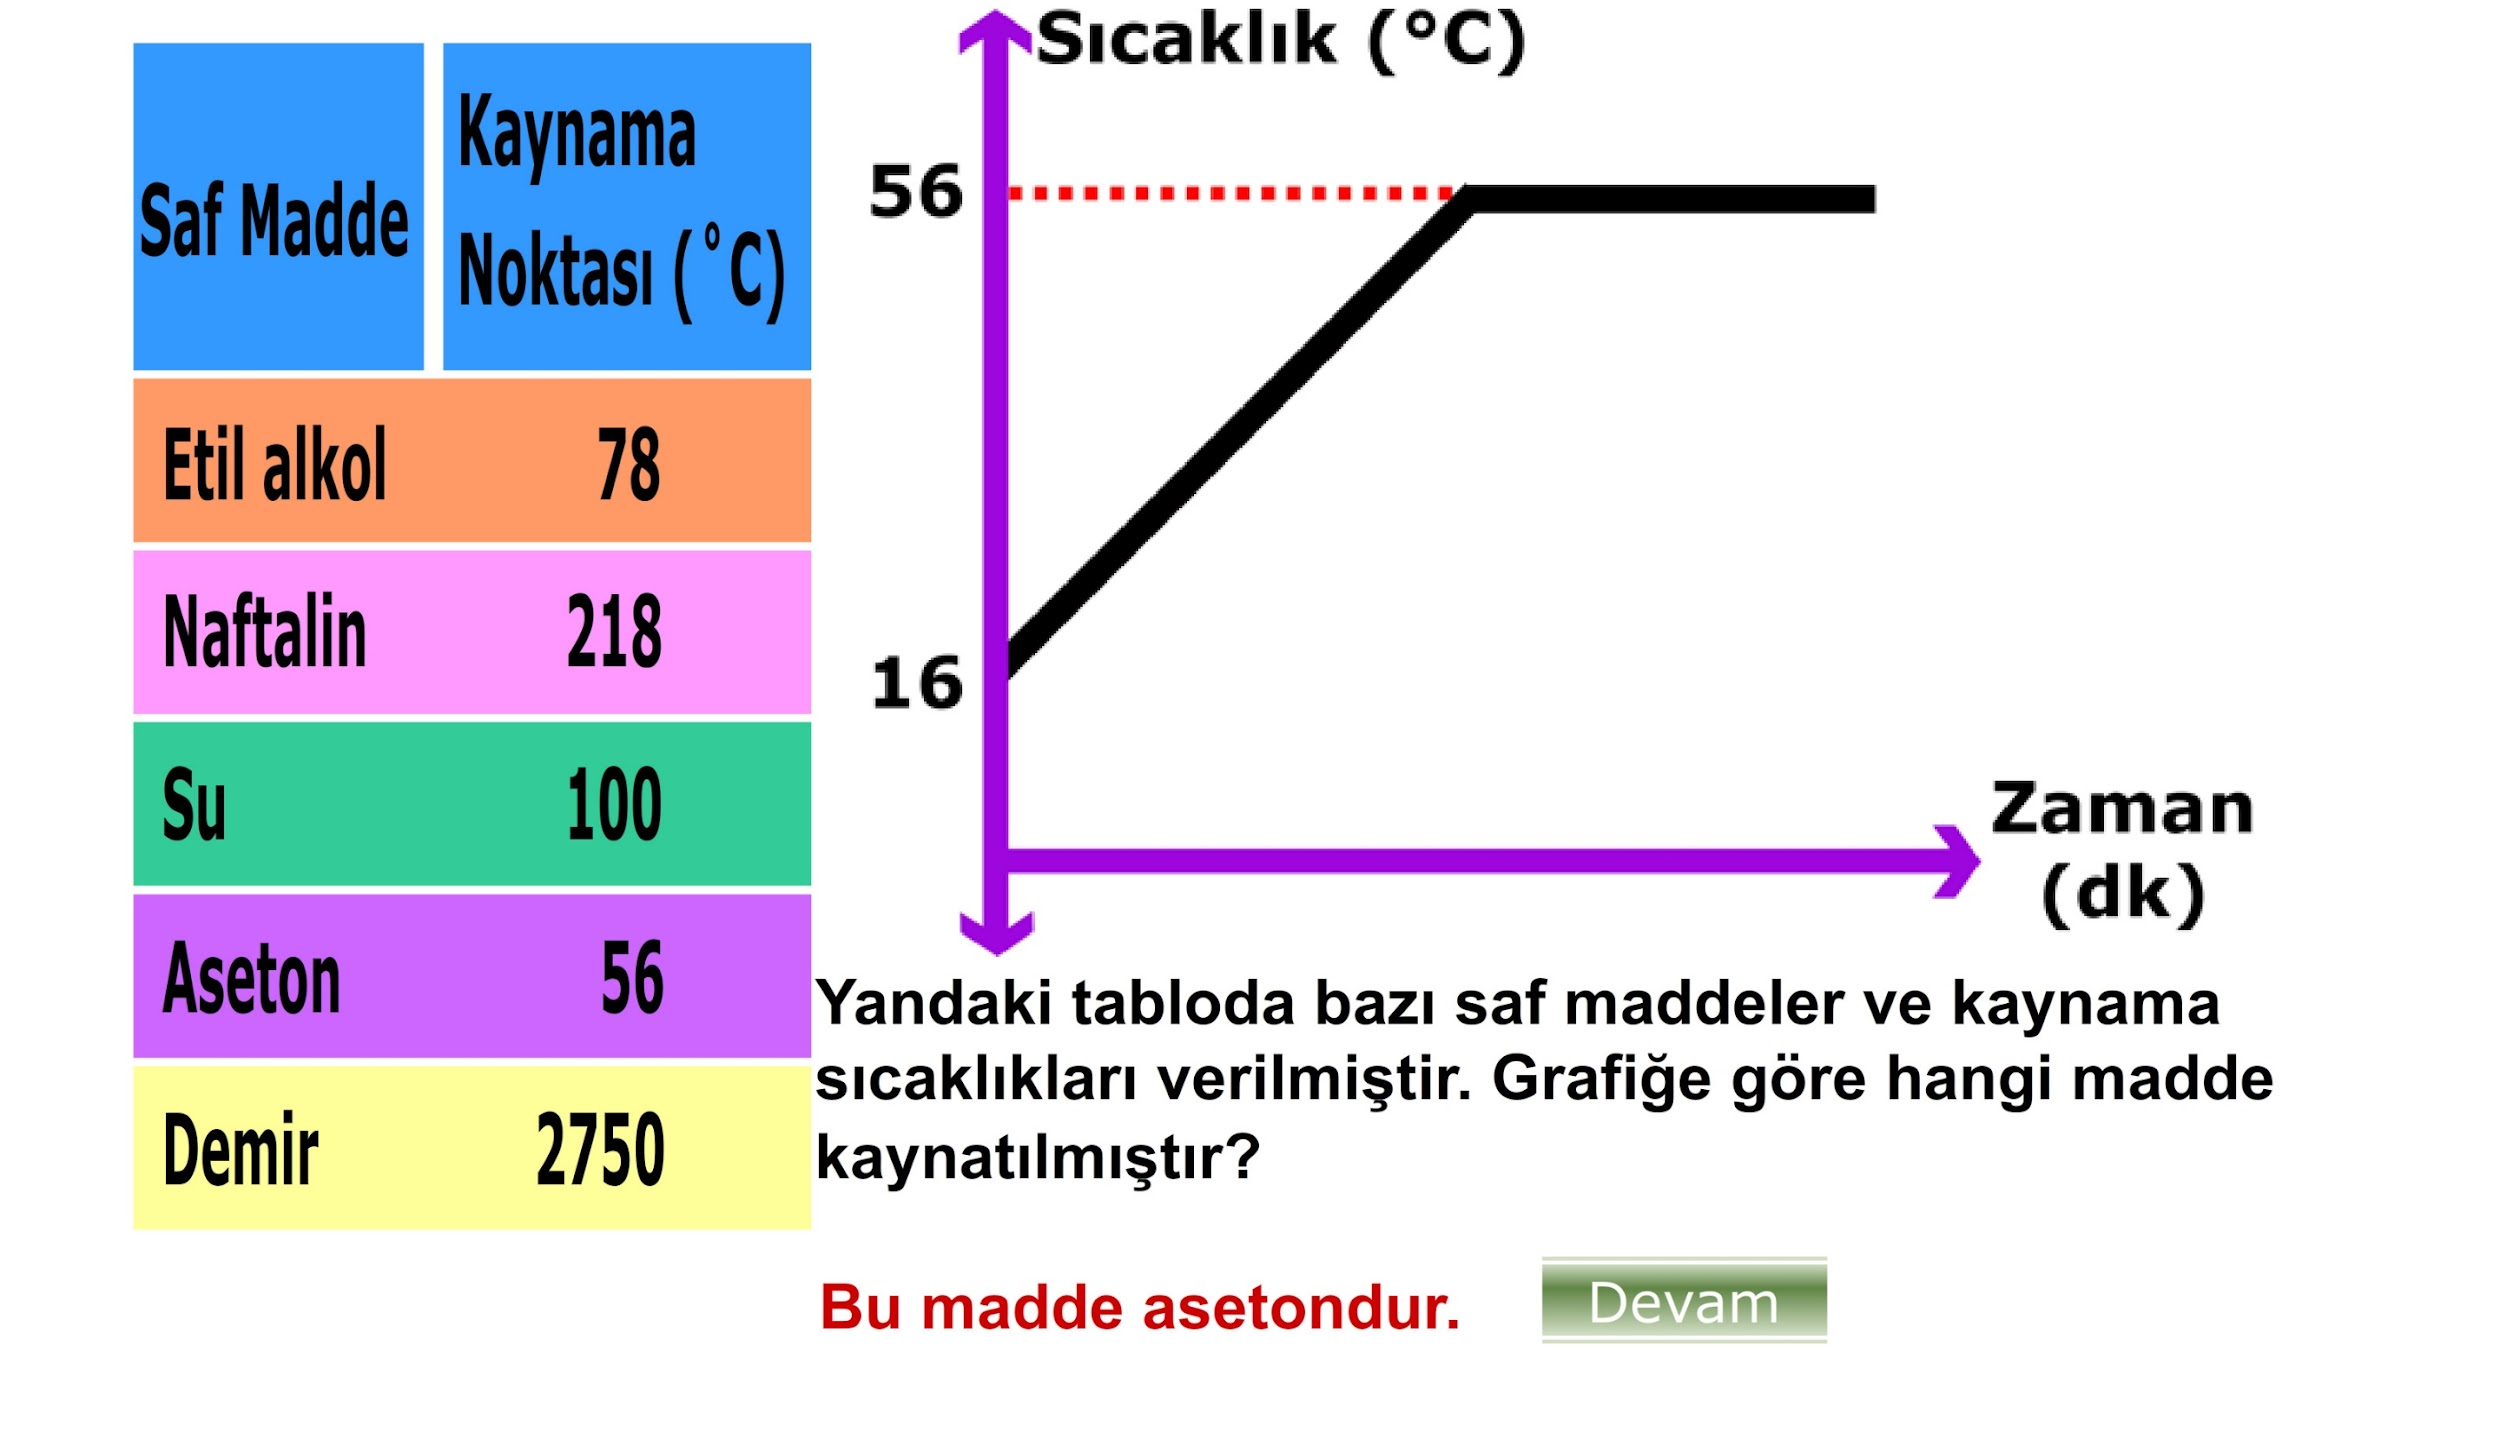 Saf Madde
Kaynama
Noktası (°C)
Etil alkol 78
Naftalin 218
Su 100
Aseton 56
Demir 2750
Sıcaklık (°C)
56
16
Zaman
(dk)
Yandaki tabloda bazı saf maddeler ve kaynama
sıcaklıkları verilmiştir. Grafiğe göre hangi madde
kaynatılmıştır?
Bu madde asetondur.
Devam